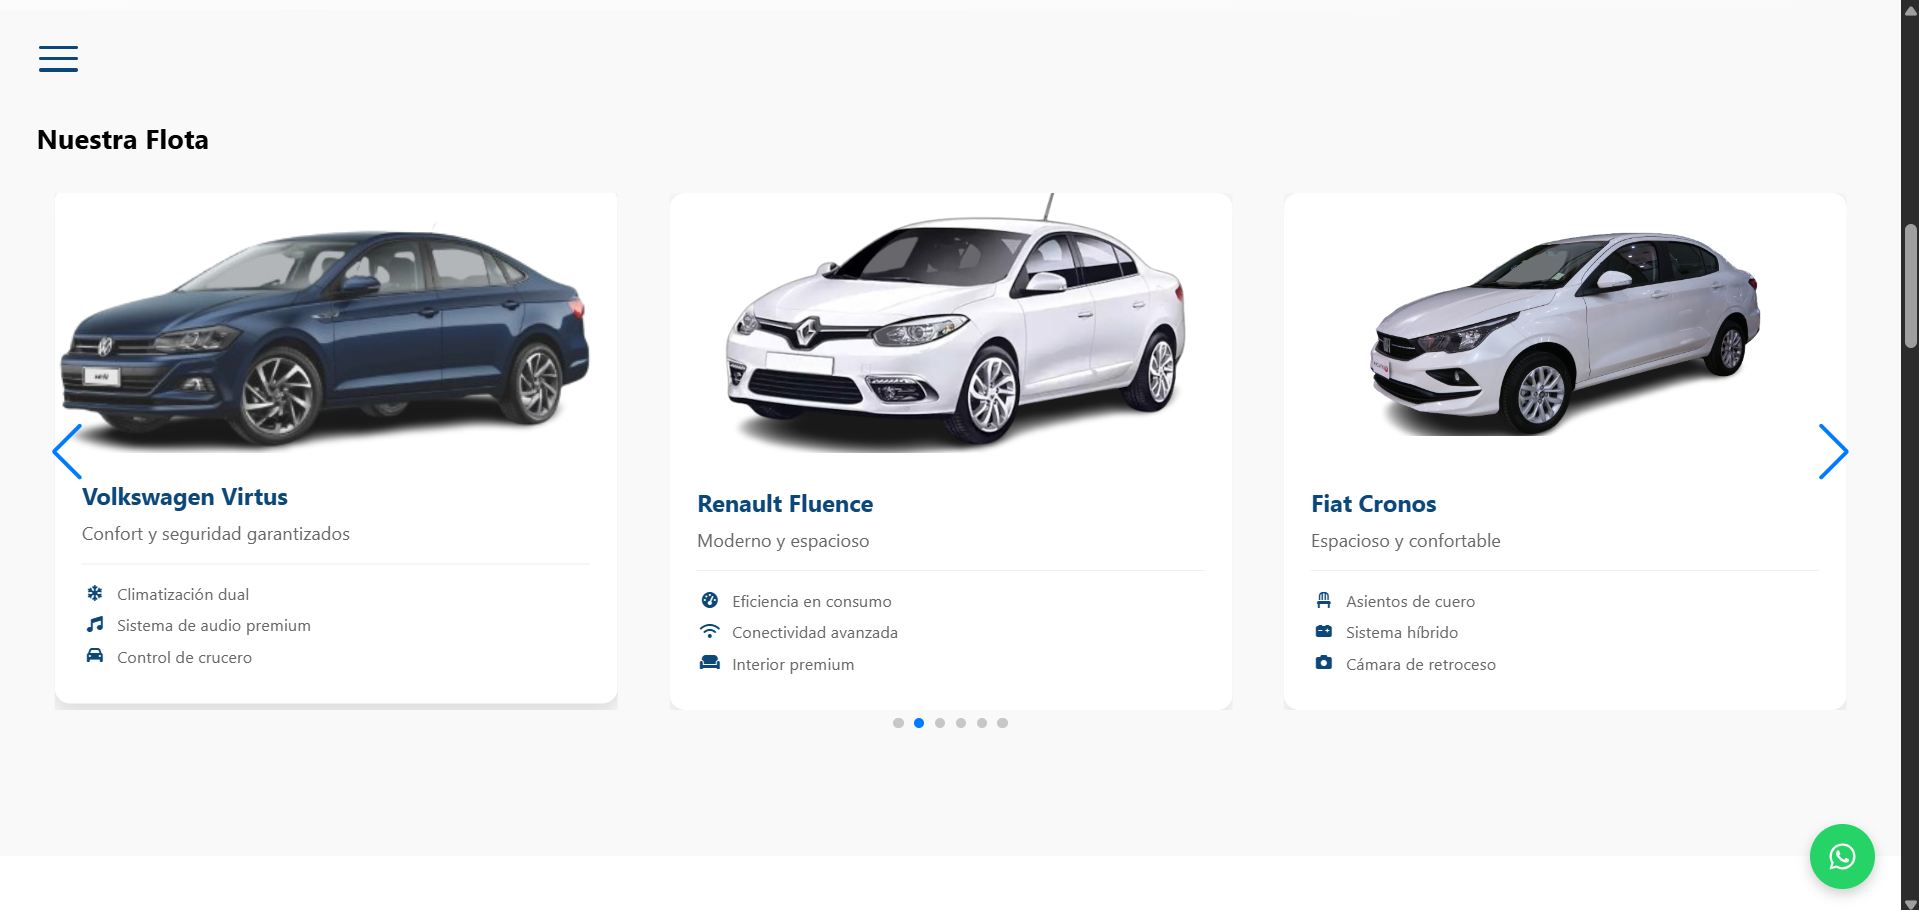 Nuestra Flota
Volkswagen Virtus
Confort y seguridad garantizados
Climatización dual
Sistema de audio premium
Control de crucero
Renault Fluence
Moderno y espacioso
Eficiencia en consumo
Conectividad avanzada
Interior premium
Fiat Cronos
Espacioso y confortable
Asientos de cuero
Sistema híbrido
Cámara de retroceso